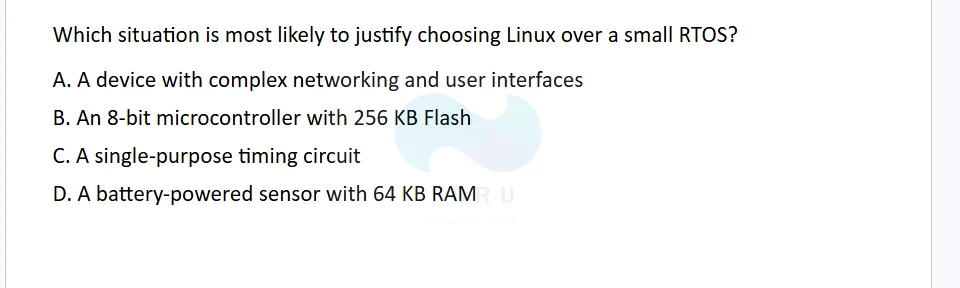 Which situation is most likely to justify choosing Linux over a small RTOS?
A. A device with complex networking and user interfaces
B. An 8-bit microcontroller with 256 KB Flash
C. A single-purpose timing circuit
D. A battery-powered sensor with 64 KB RAM
R U